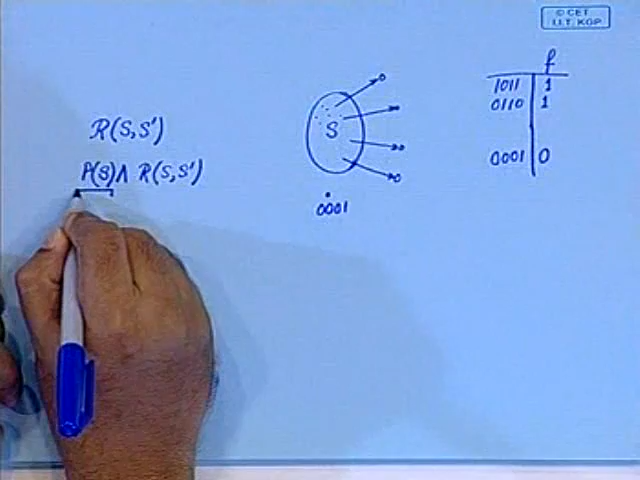 © CET
I.I.T. KGP
f
1011 1
0110 1
0001 0
R(S,S')
P(S) ∧ R(S,S')
S
0001